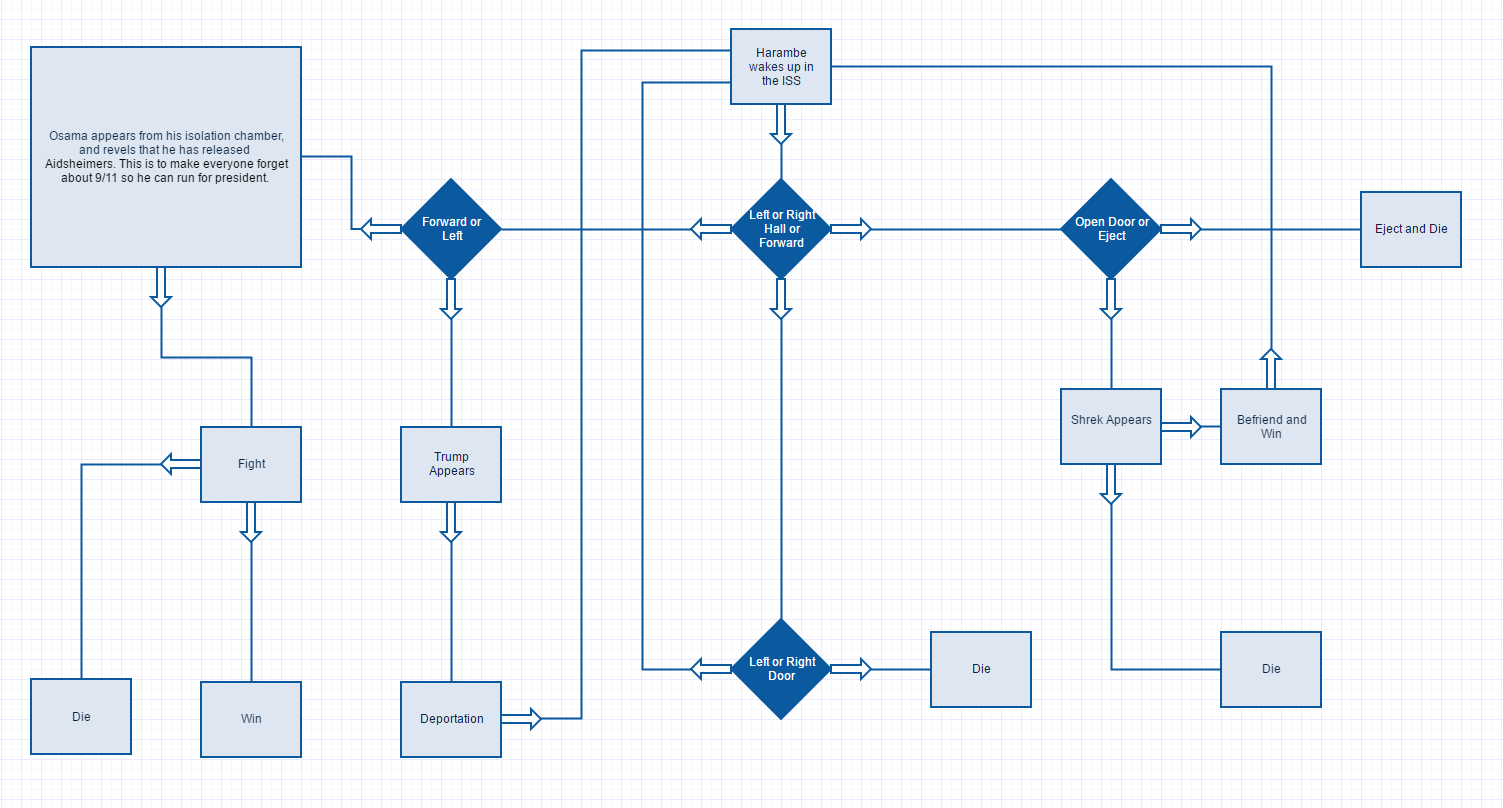 Harambe
wakes up in
the ISS
Osama appears from his isolation chamber,
and revels that he has released
Aidsheimers. This is to make everyone forget
about 9/11 so he can run for president.
Forward or
Left
Left or Right
Hall or
Forward
Open Door or
Eject
Eject and Die
Fight
Trump
Appears
Shrek Appears
Befriend and
Win
Die
Win
Deportation
Left or Right
Door
Die
Die